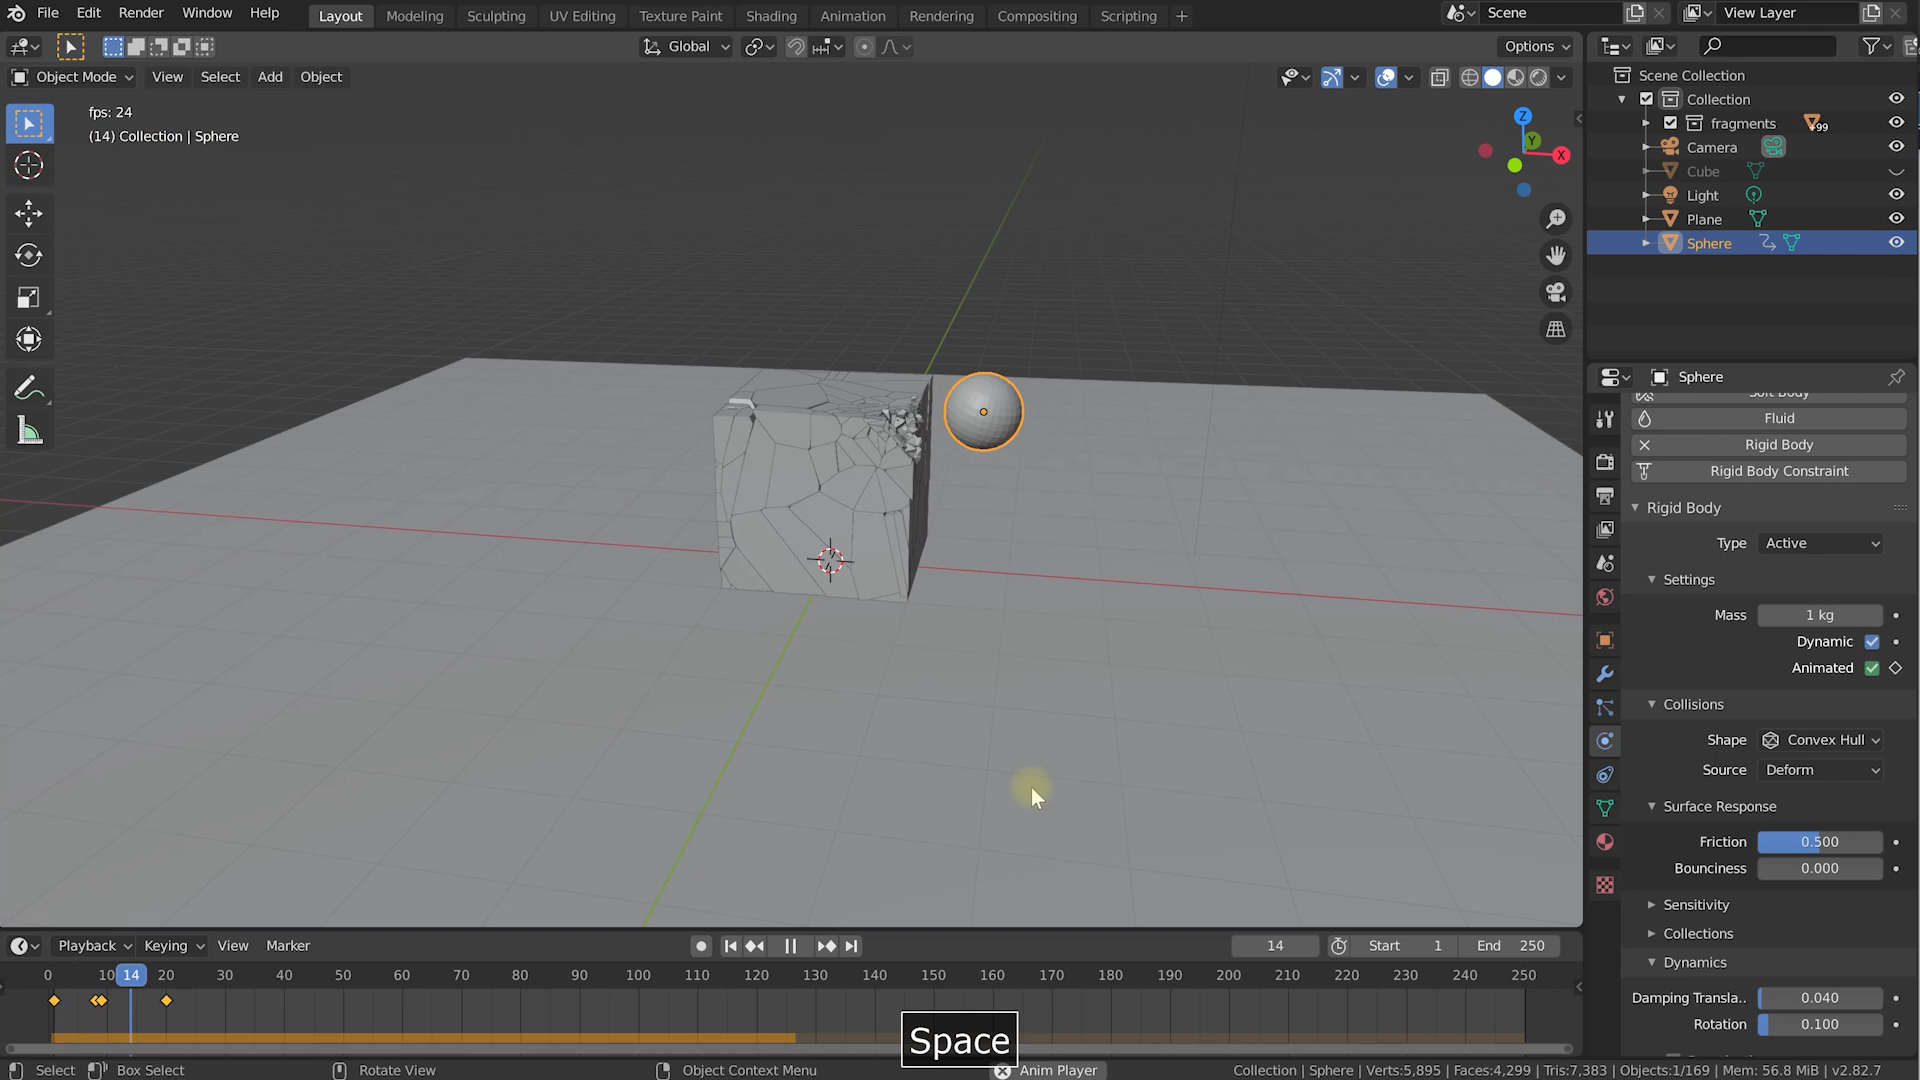 File Edit Render Window Help
Layout Modeling Sculpting UV Editing Texture Paint Shading Animation Rendering Compositing Scripting +
Scene
View Layer
Global
Options
Object Mode View Select Add Object
fps: 24
(14) Collection | Sphere
Z
Y
X
Scene Collection
Collection
fragments
+99
Camera
Cube
Light
Plane
Sphere
Sphere
Soft Body
Fluid
Rigid Body
Rigid Body Constraint
Rigid Body
Type Active
Settings
Mass 1 kg
Dynamic
Animated
Collisions
Shape Convex Hull
Source Deform
Surface Response
Friction 0.500
Bounciness 0.000
Sensitivity
Collections
Dynamics
Damping Transla.. 0.040
Rotation 0.100
Playback Keying View Marker
14 Start 1 End 250
0 10 14 20 30 40 50 60 70 80 90 100 110 120 130 140 150 160 170 180 190 200 210 220 230 240 250
Space
Select Box Select Rotate View Object Context Menu Anim Player
Collection | Sphere | Verts:5,895 | Faces:4,299 | Tris:7,383 | Objects:1/169 | Mem: 56.8 MiB | v2.82.7